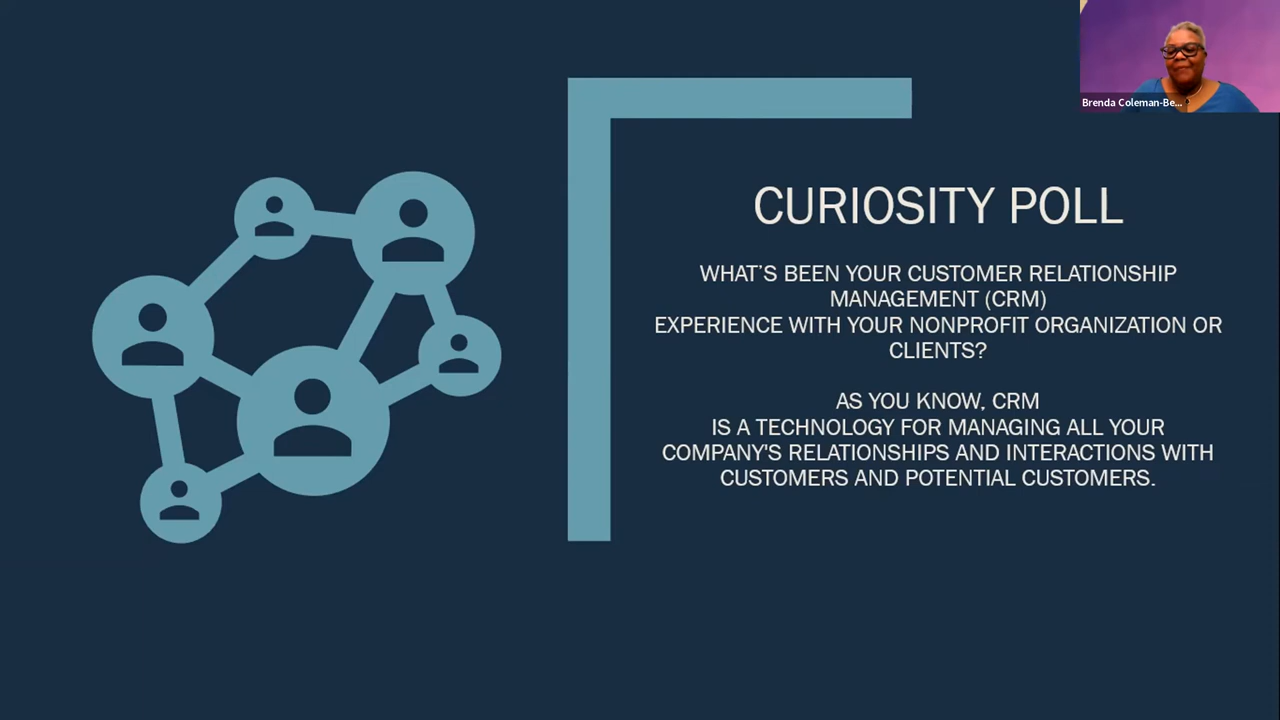 Brenda Coleman-Be...
CURIOSITY POLL
WHAT’S BEEN YOUR CUSTOMER RELATIONSHIP
MANAGEMENT (CRM)
EXPERIENCE WITH YOUR NONPROFIT ORGANIZATION OR
CLIENTS?
AS YOU KNOW, CRM
IS A TECHNOLOGY FOR MANAGING ALL YOUR
COMPANY'S RELATIONSHIPS AND INTERACTIONS WITH
CUSTOMERS AND POTENTIAL CUSTOMERS.